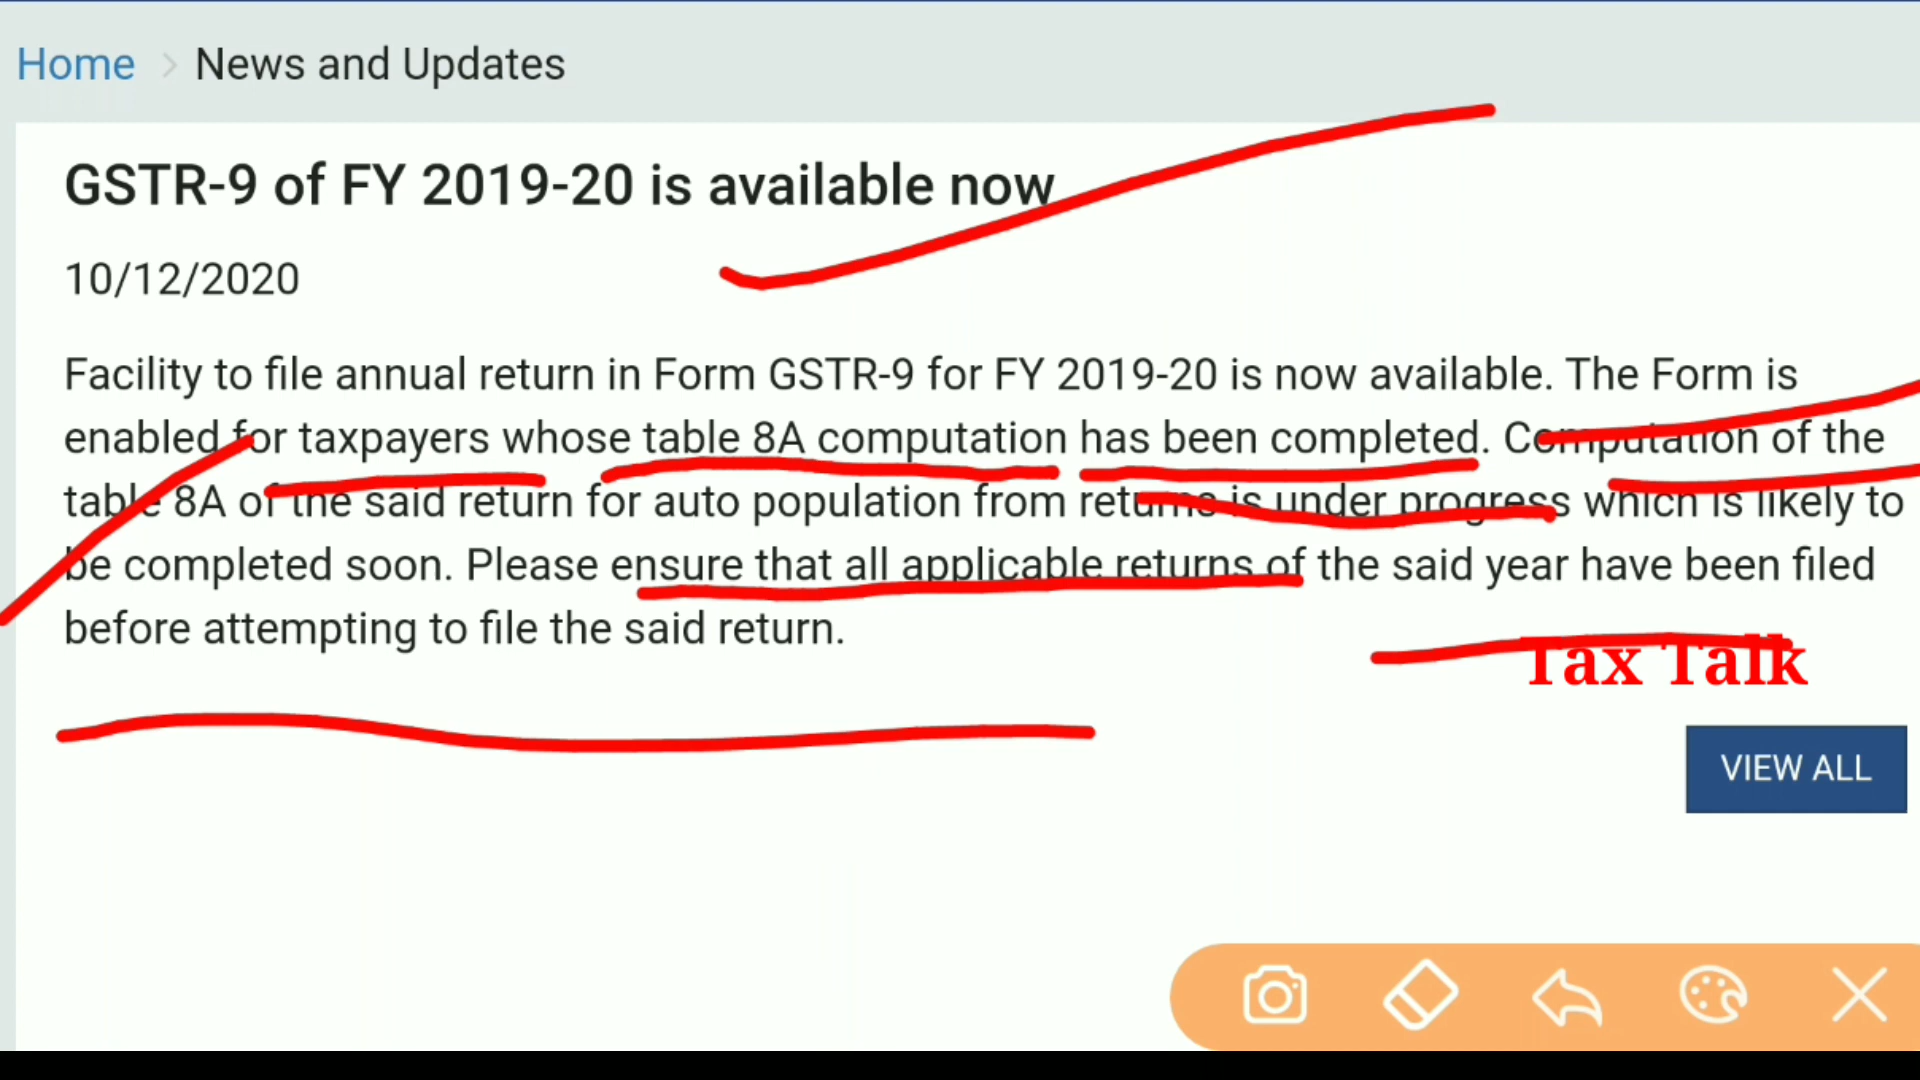 Home > News and Updates
GSTR-9 of FY 2019-20 is available now
10/12/2020
Facility to file annual return in Form GSTR-9 for FY 2019-20 is now available. The Form is
enabled for taxpayers whose table 8A computation has been completed. Computation of the
table 8A of the said return for auto population from returns is under progress which is likely to
be completed soon. Please ensure that all applicable returns of the said year have been filed
before attempting to file the said return.
Tax Talk
VIEW ALL